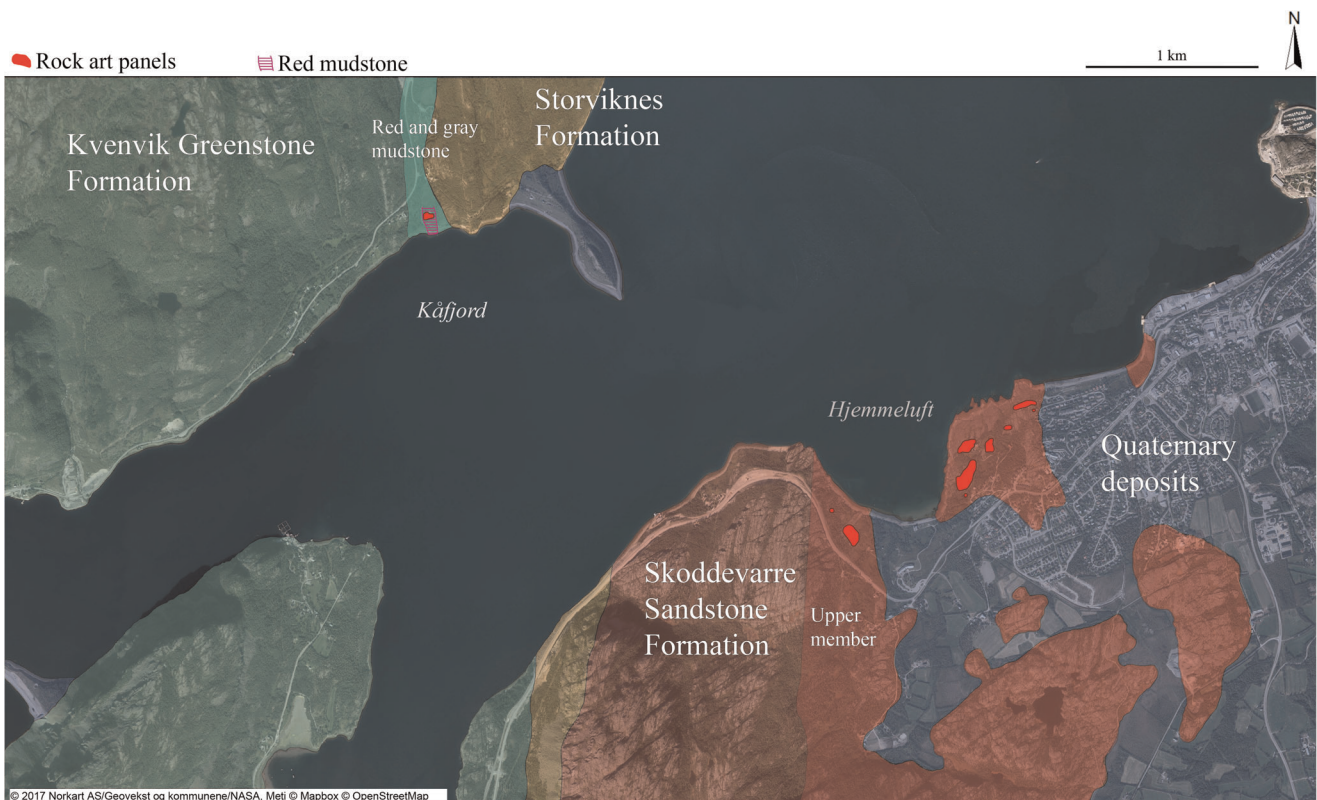 N
Rock art panels
Red mudstone
1 km
Storviknes
Formation
Red and gray
mudstone
Kvenvik Greenstone
Formation
Kåfjord
Hjemmeluft
Quaternary
deposits
Skoddevarre
Sandstone
Formation
Upper
member
© 2017 Norkart AS/Geovekst og kommunene/NASA, Meti © Mapbox © OpenStreetMap